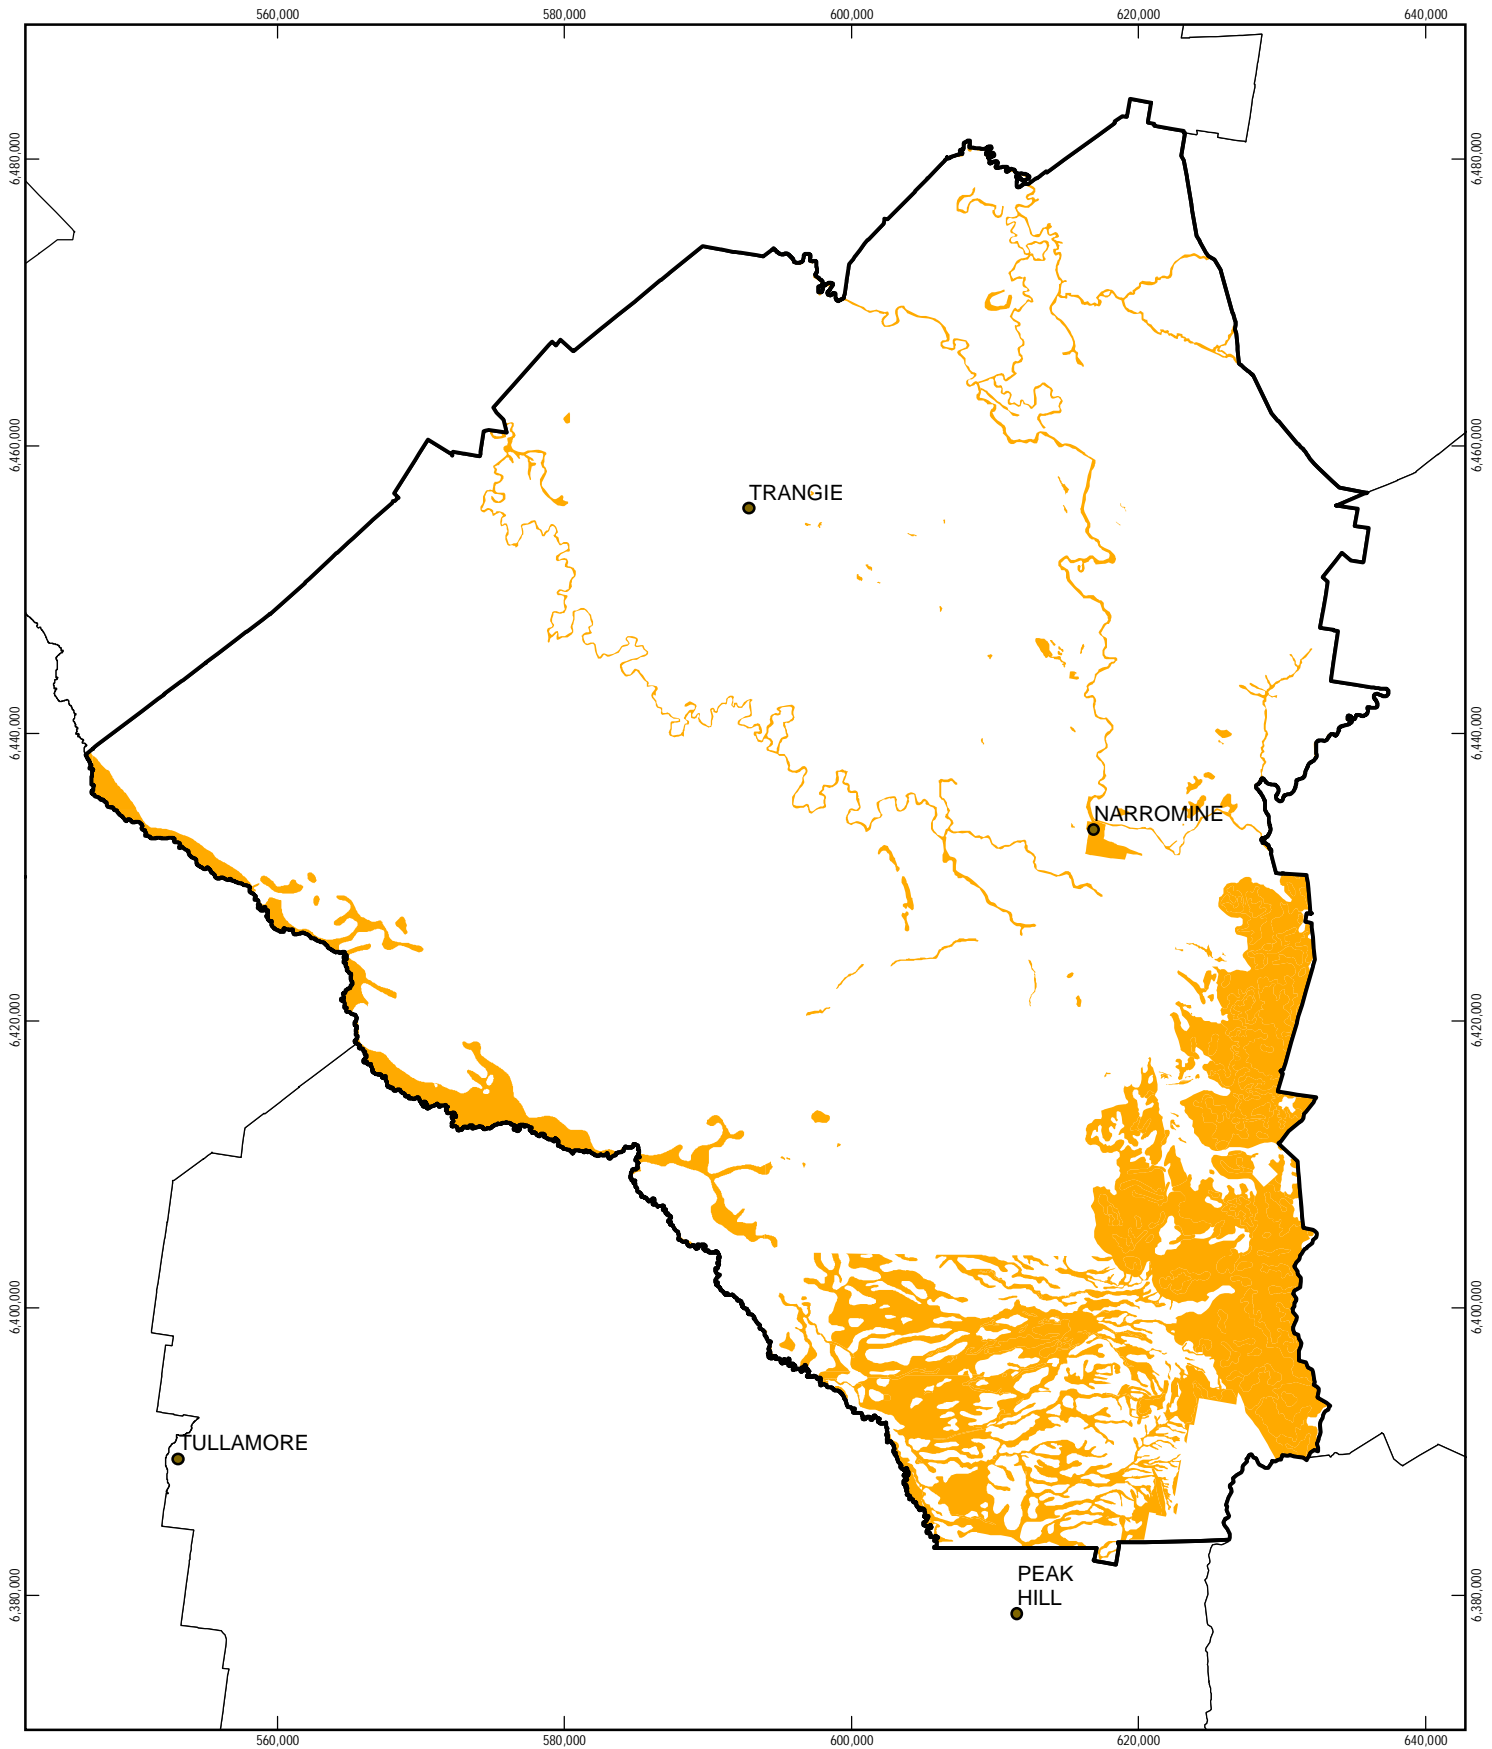 560,000 580,000 600,000 620,000 640,000
6,480,000 6,480,000
6,460,000 6,460,000
TRANGIE
6,440,000 6,440,000
NARROMINE
6,420,000 6,420,000
6,400,000 6,400,000
TULLAMORE
PEAK
HILL
6,380,000 6,380,000
560,000 580,000 600,000 620,000 640,000